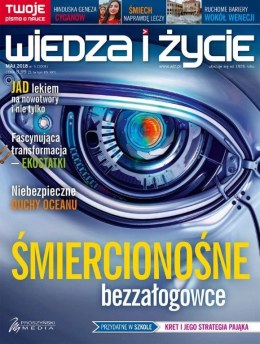 TWOJE
pismo o nauce
HINDUSKA GENEZA
CYGANÓW
ŚMIECH
NAPRAWDĘ LECZY
RUCHOME BARIERY
WOKÓŁ WENECJI
WIEDZA I ŻYCIE
MAJ 2018
JAD lekiem
na nowotwory
i nie tylko
Fascynująca
transformacja
– EKOSTATKI
Niebezpieczne
DUCHY OCEANU
ŚMIERCIONOŚNE
bezzałogowce
PRÓSZYŃSKI
MEDIA
PRZYDATNE W SZKOLE
KRET I JEGO STRATEGIA PAJĄKA